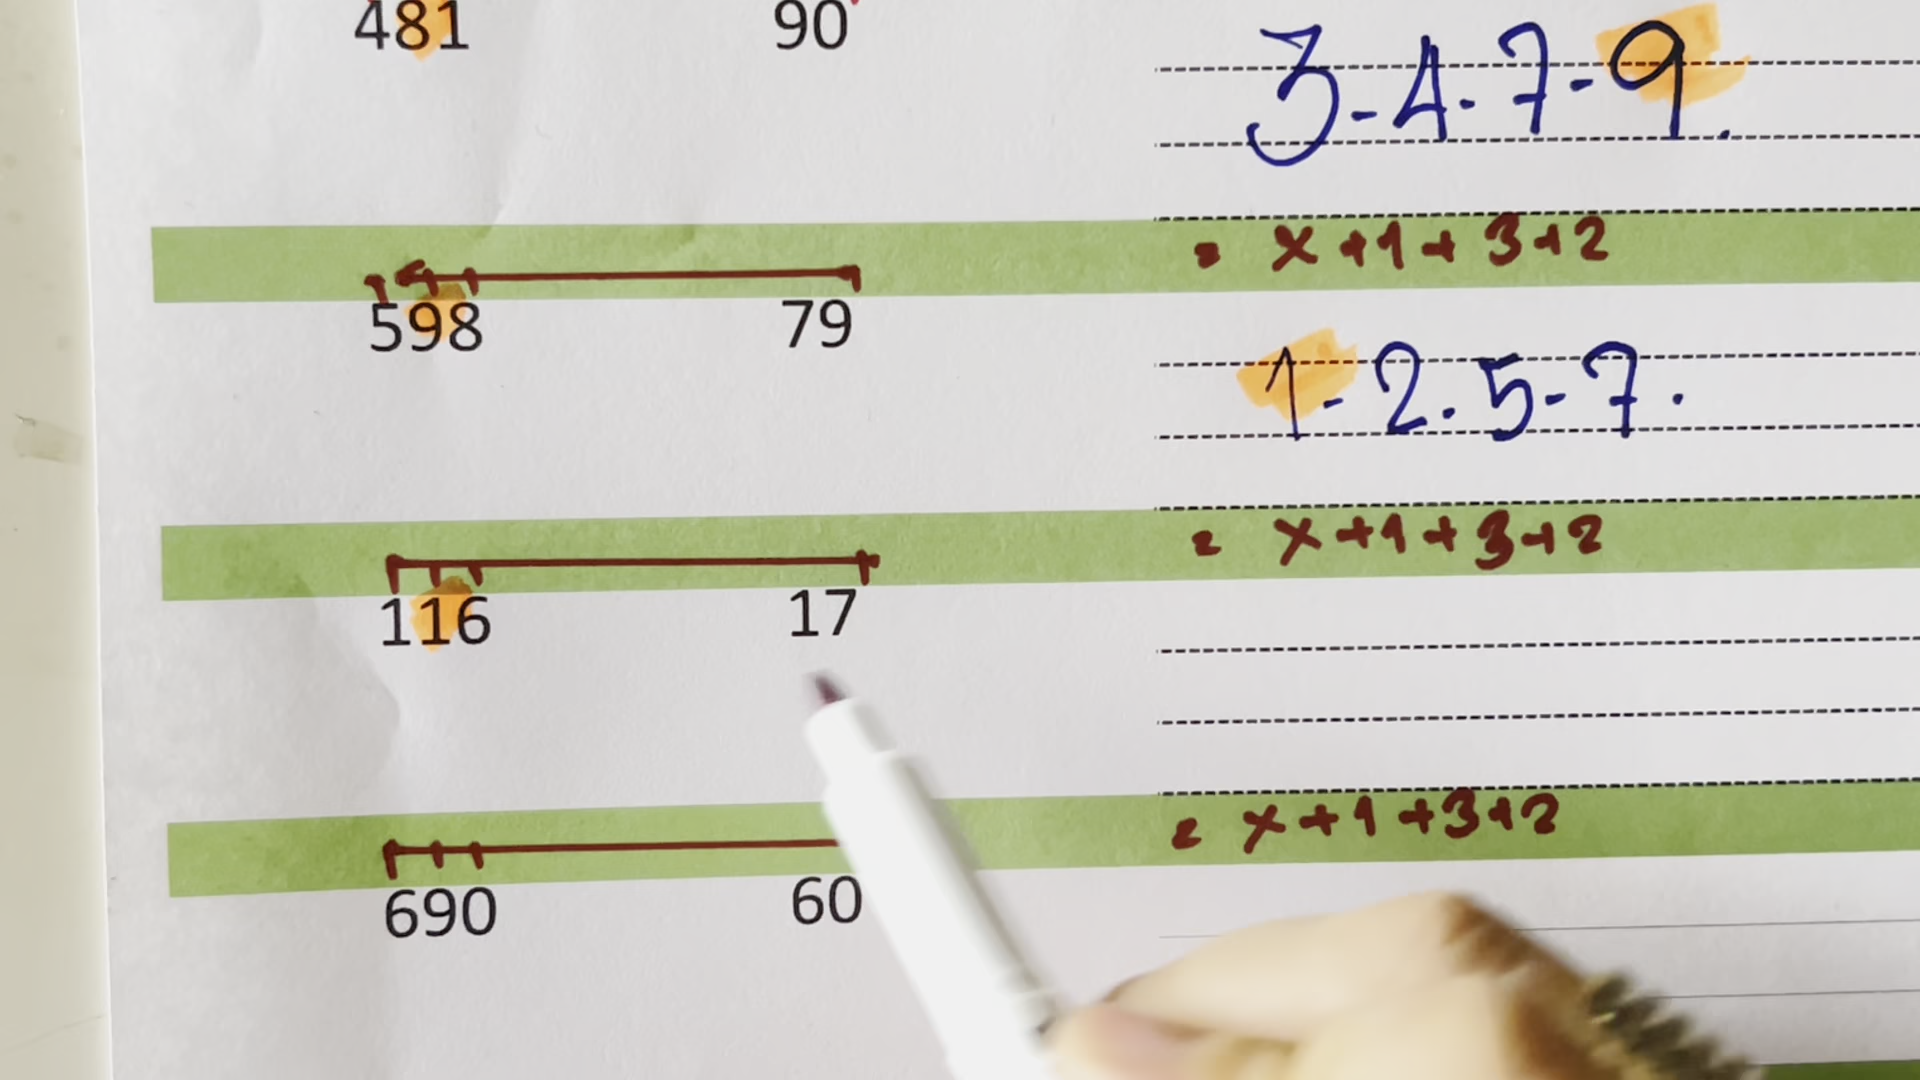 481 90
3-4-7-9.
= x+1+3+2
598 79
1-2-5-7.
= x+1+3+2
116 17
= x+1+3+2
690 60